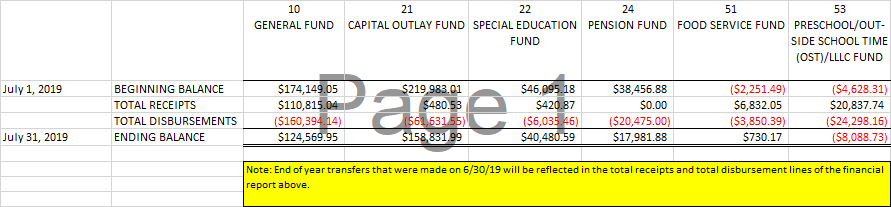 10 21 22 24 51 53
GENERAL FUND CAPITAL OUTLAY FUND SPECIAL EDUCATION FUND PENSION FUND FOOD SERVICE FUND PRESCHOOL/OUT-SIDE SCHOOL TIME (OST)/LLLC FUND
July 1, 2019 BEGINNING BALANCE $174,149.05 $219,983.01 $46,095.18 $38,456.88 ($2,251.49) ($4,628.31)
TOTAL RECEIPTS $110,815.04 $480.53 $420.87 $0.00 $6,832.05 $20,837.74
TOTAL DISBURSEMENTS ($160,394.14) ($61,631.55) ($6,035.46) ($20,475.00) ($3,850.39) ($24,298.16)
July 31, 2019 ENDING BALANCE $124,569.95 $158,831.99 $40,480.59 $17,981.88 $730.17 ($8,088.73)
Page 1
Note: End of year transfers that were made on 6/30/19 will be reflected in the total receipts and total disbursement lines of the financial
report above.